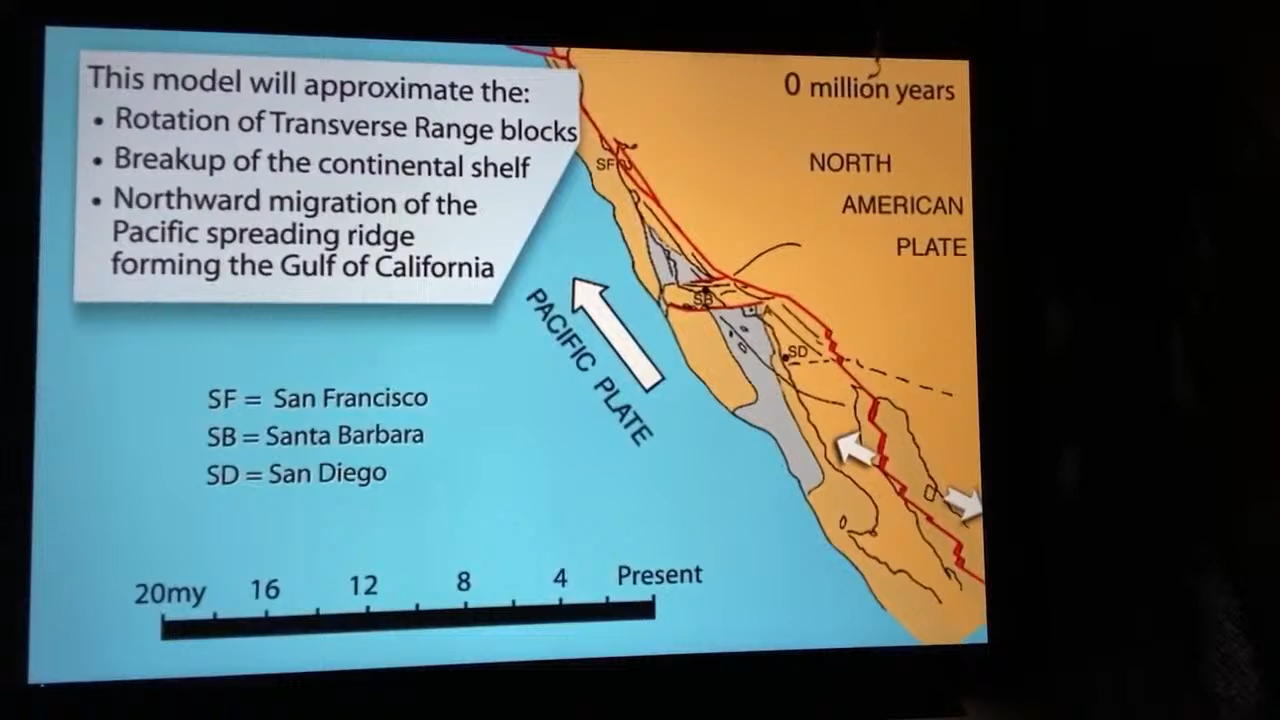 This model will approximate the:
• Rotation of Transverse Range blocks
• Breakup of the continental shelf
• Northward migration of the
Pacific spreading ridge
forming the Gulf of California
0 million years
NORTH
AMERICAN
PLATE
SF
SB
LA
SD
PACIFIC PLATE
SF = San Francisco
SB = Santa Barbara
SD = San Diego
20my 16 12 8 4 Present